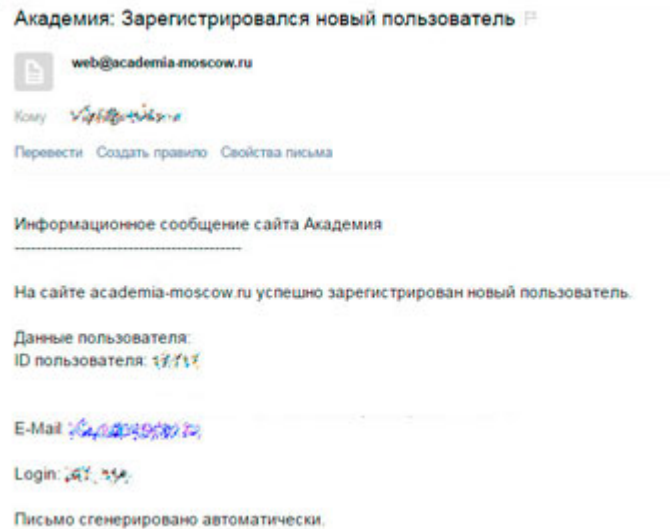 Академия: Зарегистрировался новый пользователь
web@academia-moscow.ru
Кому
Перевести Создать правило Свойства письма
Информационное сообщение сайта Академия
-------------------------------------------
На сайте academia-moscow.ru успешно зарегистрирован новый пользователь.
Данные пользователя:
ID пользователя:
E-Mail:
Login:
Письмо сгенерировано автоматически.